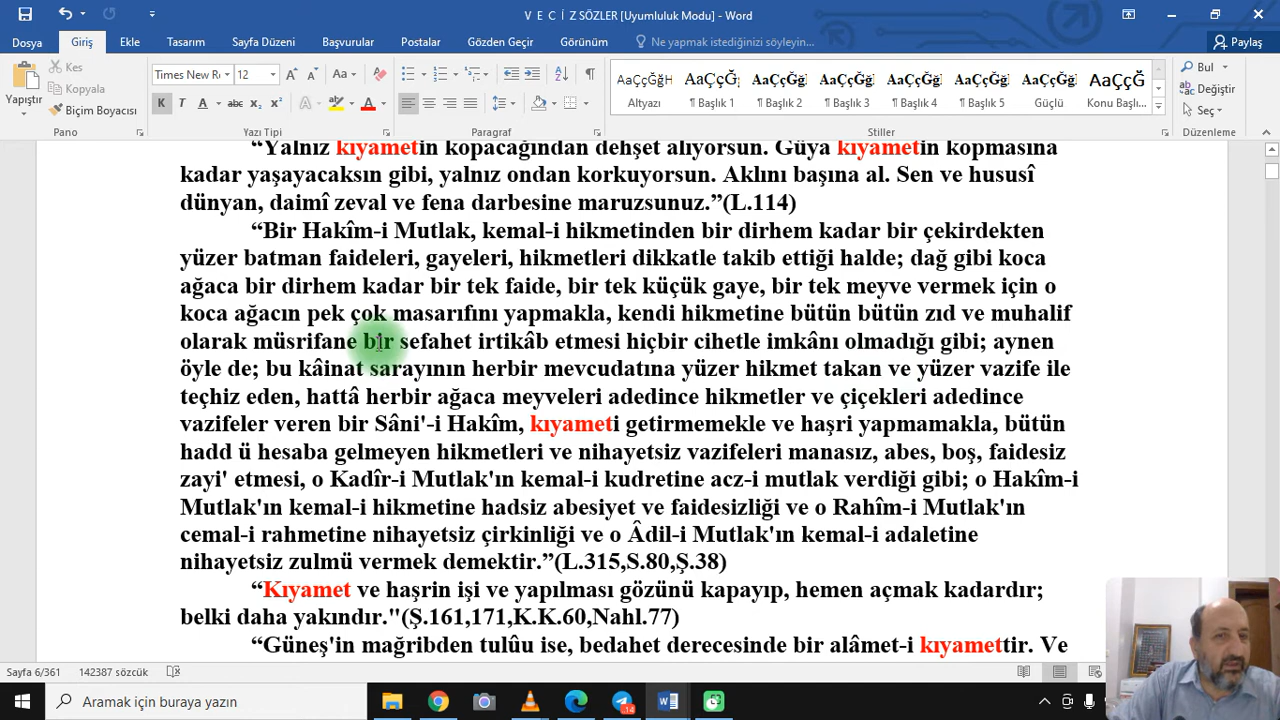 V E C İ Z SÖZLER [Uyumluluk Modu] - Word
Dosya Giriş Ekle Tasarım Sayfa Düzeni Başvurular Postalar Gözden Geçir Görünüm Ne yapmak istediğinizi söyleyin... Paylaş
Yapıştır
Kes
Kopyala
Biçim Boyacısı
Pano
Times New Ro 12
Yazı Tipi
Paragraf
AaÇçĞğH Altyazı
AaÇçĞ; ¶ Başlık 1
AaÇçĞğ ¶ Başlık 2
AaÇçĞğ ¶ Başlık 3
AaÇçĞğ ¶ Başlık 4
AaÇçĞğ ¶ Başlık 5
AaÇçĞğ Güçlü
AaÇçĞ Konu Başlı...
Stiller
Bul
Değiştir
Seç
Düzenleme
“Yalnız kıyametin kopacağından dehşet alıyorsun. Güya kıyametin kopmasına
kadar yaşayacaksın gibi, yalnız ondan korkuyorsun. Aklını başına al. Sen ve hususî
dünyan, daimî zeval ve fena darbesine maruzsunuz.”(L.114)
“Bir Hakîm-i Mutlak, kemal-i hikmetinden bir dirhem kadar bir çekirdekten
yüzer batman faideleri, gayeleri, hikmetleri dikkatle takib ettiği halde; dağ gibi koca
ağaca bir dirhem kadar bir tek faide, bir tek küçük gaye, bir tek meyve vermek için o
koca ağacın pek çok masarıfını yapmakla, kendi hikmetine bütün bütün zıd ve muhalif
olarak müsrifane bir sefahet irtikâb etmesi hiçbir cihetle imkânı olmadığı gibi; aynen
öyle de; bu kâinat sarayının herbir mevcudatına yüzer hikmet takan ve yüzer vazife ile
teçhiz eden, hattâ herbir ağaca meyveleri adedince hikmetler ve çiçekleri adedince
vazifeler veren bir Sâni'-i Hakîm, kıyameti getirmemekle ve haşri yapmamakla, bütün
hadd ü hesaba gelmeyen hikmetleri ve nihayetsiz vazifeleri manasız, abes, boş, faidesiz
zayi' etmesi, o Kadîr-i Mutlak'ın kemal-i kudretine acz-i mutlak verdiği gibi; o Hakîm-i
Mutlak'ın kemal-i hikmetine hadsiz abesiyet ve faidesizliği ve o Rahîm-i Mutlak'ın
cemal-i rahmetine nihayetsiz çirkinliği ve o Âdil-i Mutlak'ın kemal-i adaletine
nihayetsiz zulmü vermek demektir.”(L.315,S.80,Ş.38)
“Kıyamet ve haşrin işi ve yapılması gözünü kapayıp, hemen açmak kadardır;
belki daha yakındır."(Ş.161,171,K.K.60,Nahl.77)
“Güneş'in mağribden tulûu ise, bedahet derecesinde bir alâmet-i kıyamettir. Ve
Sayfa 6/361 142387 sözcük
Aramak için buraya yazın
14